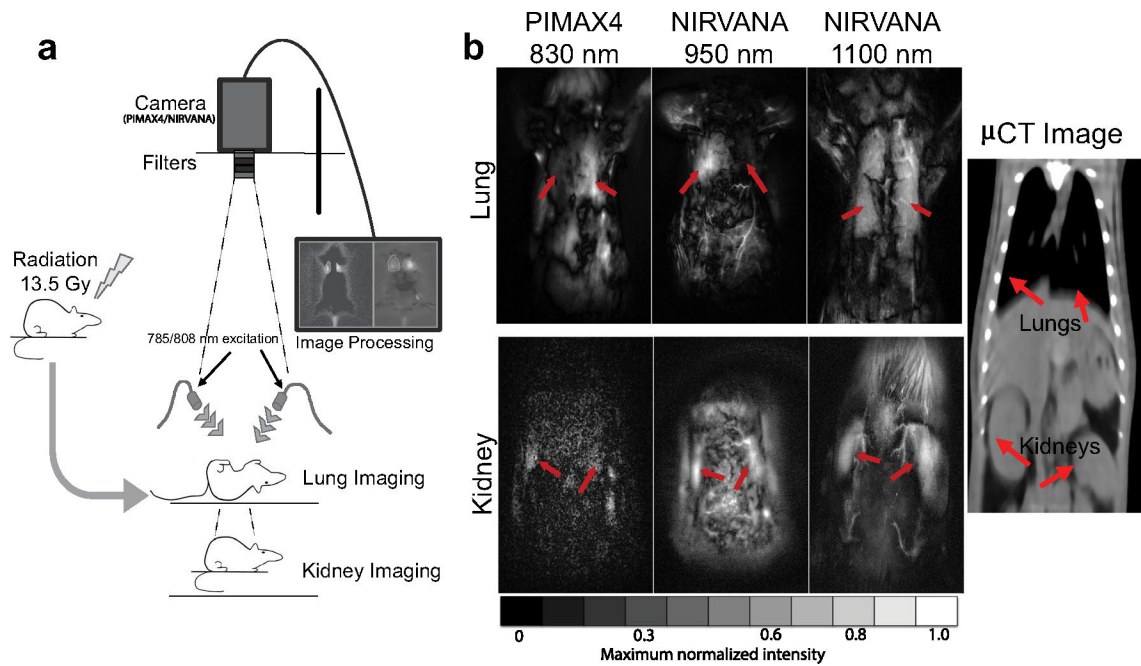 a
Camera
(PIMAX4/NIRVANA)
Filters
Radiation
13.5 Gy
785/808 nm excitation
Image Processing
Lung Imaging
Kidney Imaging
b
PIMAX4
830 nm
NIRVANA
950 nm
NIRVANA
1100 nm
Lung
Kidney
µCT Image
Lungs
Kidneys
0 0.3 0.6 0.8 1.0
Maximum normalized intensity